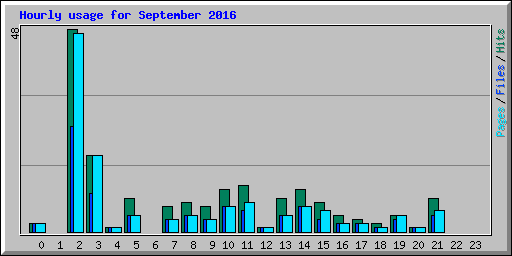 Hourly usage for September 2016
48
Pages/Files/Hits
0 1 2 3 4 5 6 7 8 9 10 11 12 13 14 15 16 17 18 19 20 21 22 23